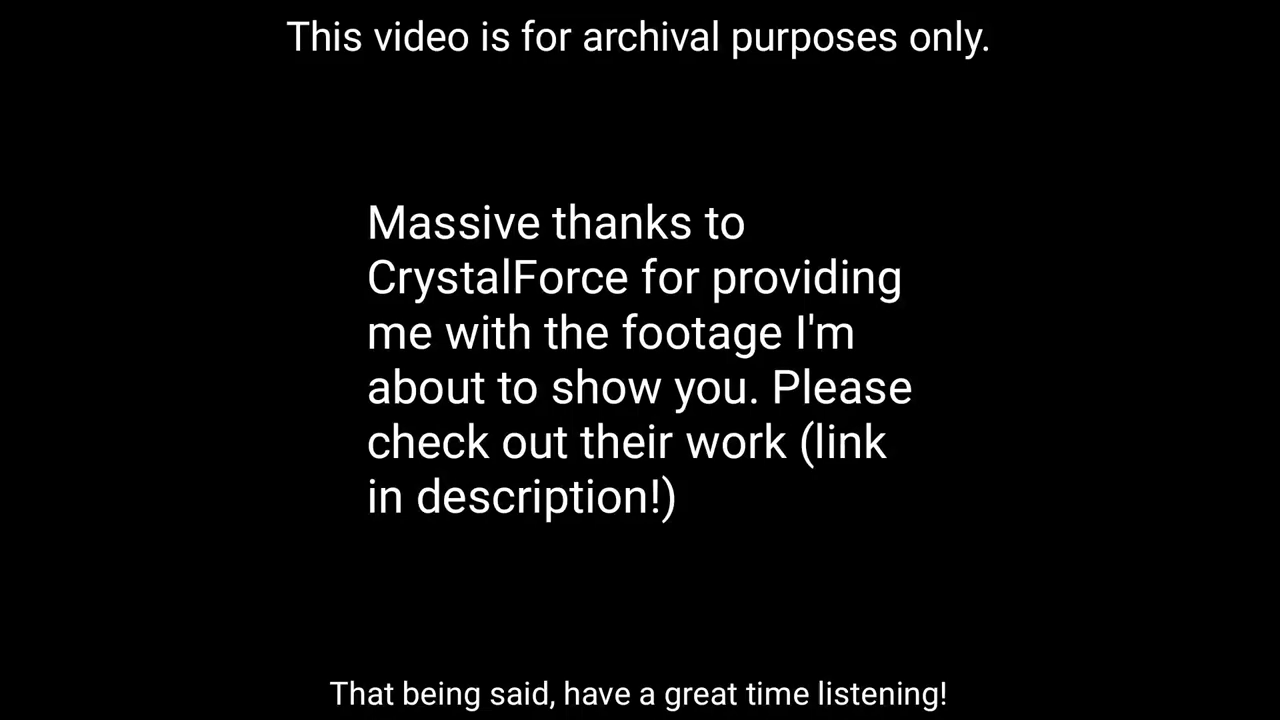 This video is for archival purposes only.
Massive thanks to
CrystalForce for providing
me with the footage I'm
about to show you. Please
check out their work (link
in description!)
That being said, have a great time listening!